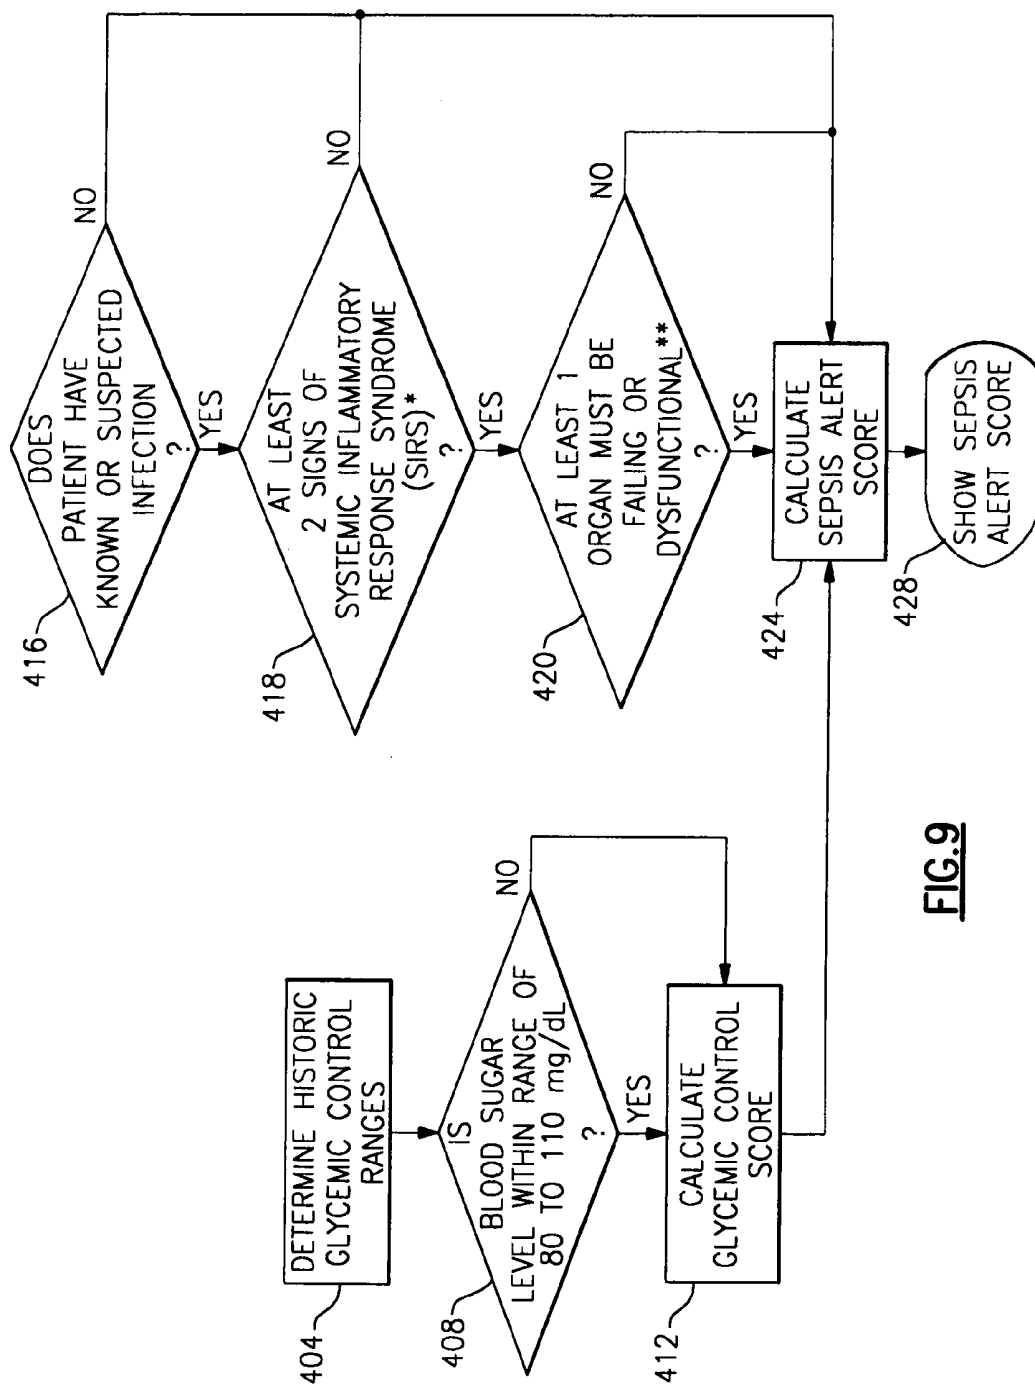 404
DETERMINE HISTORIC
GLYCEMIC CONTROL
RANGES
408
IS
BLOOD SUGAR
LEVEL WITHIN RANGE OF
80 TO 110 mg/dL
?
NO
YES
412
CALCULATE
GLYCEMIC CONTROL
SCORE
416
DOES
PATIENT HAVE
KNOWN OR SUSPECTED
INFECTION
?
NO
YES
418
AT LEAST
2 SIGNS OF
SYSTEMIC INFLAMMATORY
RESPONSE SYNDROME
(SIRS)*
?
NO
YES
420
AT LEAST 1
ORGAN MUST BE
FAILING OR
DYSFUNCTIONAL**
?
NO
YES
424
CALCULATE
SEPSIS ALERT
SCORE
428
SHOW SEPSIS
ALERT SCORE
FIG.9